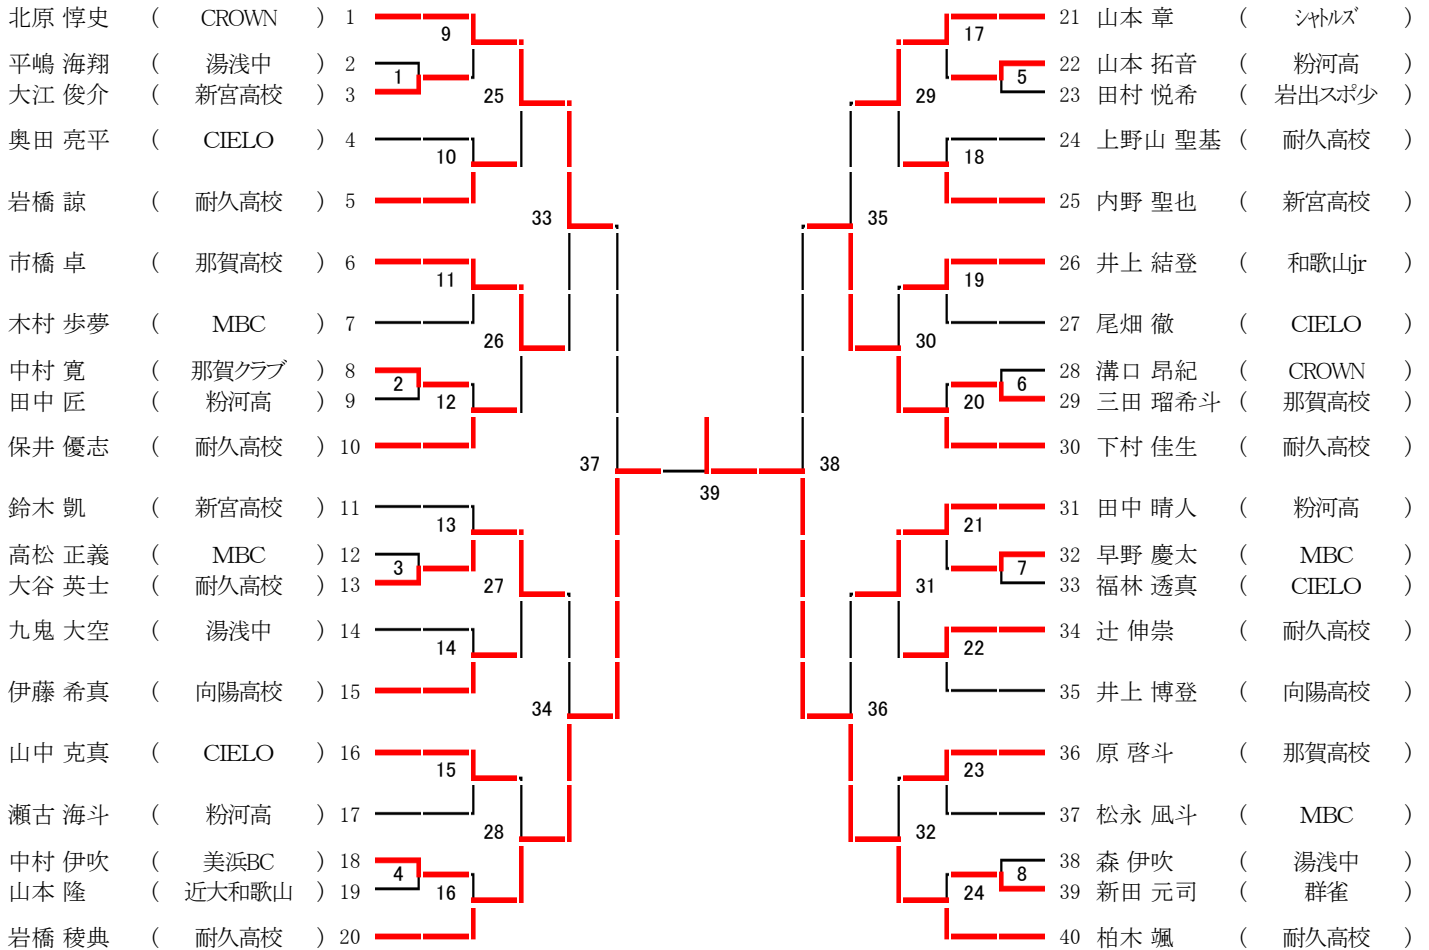 北原 惇史 ( CROWN ) 1
平嶋 海翔 ( 湯浅中 ) 2
大江 俊介 ( 新宮高校 ) 3
奥田 亮平 ( CIELO ) 4
岩橋 諒 ( 耐久高校 ) 5
市橋 卓 ( 那賀高校 ) 6
木村 歩夢 ( MBC ) 7
中村 寛 ( 那賀クラブ ) 8
田中 匠 ( 粉河高 ) 9
保井 優志 ( 耐久高校 ) 10
鈴木 凱 ( 新宮高校 ) 11
高松 正義 ( MBC ) 12
大谷 英士 ( 耐久高校 ) 13
九鬼 大空 ( 湯浅中 ) 14
伊藤 希真 ( 向陽高校 ) 15
山中 克真 ( CIELO ) 16
瀬古 海斗 ( 粉河高 ) 17
中村 伊吹 ( 美浜BC ) 18
山本 隆 ( 近大和歌山 ) 19
岩橋 稜典 ( 耐久高校 ) 20
9
1
10
11
2
12
13
3
14
15
4
16
25
26
27
28
33
34
37
39
38
35
36
29
30
31
32
17
5
18
19
6
20
21
7
22
23
8
24
21 山本 章 ( シャトルズ )
22 山本 拓音 ( 粉河高 )
23 田村 悦希 ( 岩出スポ少 )
24 上野山 聖基 ( 耐久高校 )
25 内野 聖也 ( 新宮高校 )
26 井上 結登 ( 和歌山jr )
27 尾畑 徹 ( CIELO )
28 溝口 昂紀 ( CROWN )
29 三田 瑠希斗 ( 那賀高校 )
30 下村 佳生 ( 耐久高校 )
31 田中 晴人 ( 粉河高 )
32 早野 慶太 ( MBC )
33 福林 透真 ( CIELO )
34 辻 伸崇 ( 耐久高校 )
35 井上 博登 ( 向陽高校 )
36 原 啓斗 ( 那賀高校 )
37 松永 凪斗 ( MBC )
38 森 伊吹 ( 湯浅中 )
39 新田 元司 ( 群雀 )
40 柏木 颯 ( 耐久高校 )